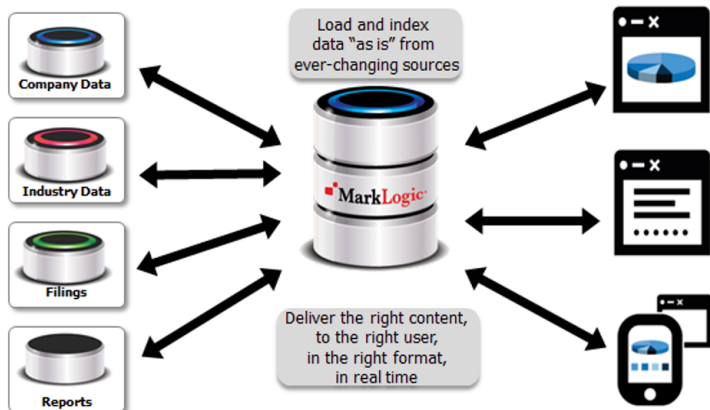 Company Data
Industry Data
Filings
Reports
Load and index
data “as is” from
ever-changing sources
MarkLogic™
Deliver the right content,
to the right user,
in the right format,
in real time